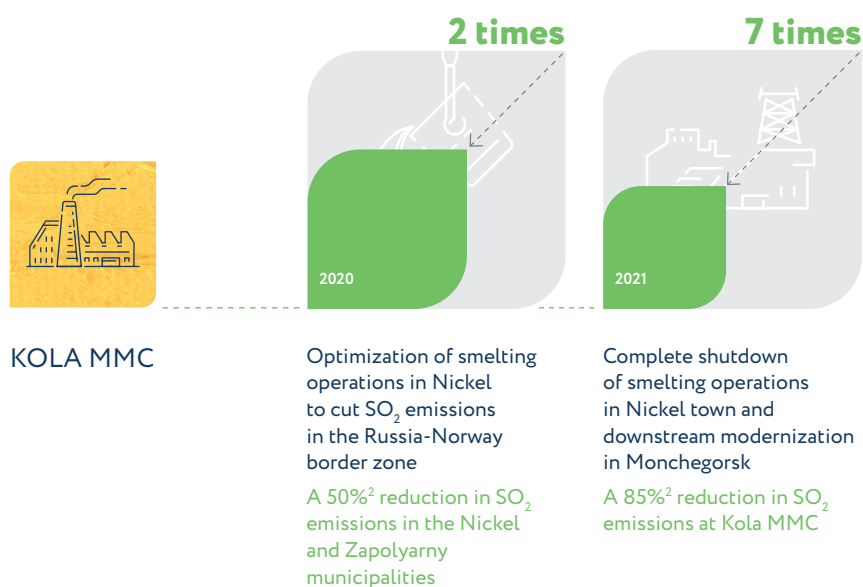 2 times
7 times
2020
2021
KOLA MMC
Optimization of smelting
operations in Nickel
to cut SO₂ emissions
in the Russia-Norway
border zone
A 50%² reduction in SO₂
emissions in the Nickel
and Zapolyarny
municipalities
Complete shutdown
of smelting operations
in Nickel town and
downstream modernization
in Monchegorsk
A 85%² reduction in SO₂
emissions at Kola MMC